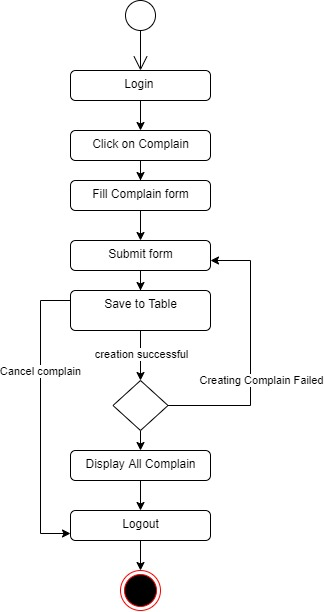 Login
Click on Complain
Fill Complain form
Submit form
Save to Table
creation successful
Cancel complain
Creating Complain Failed
Display All Complain
Logout